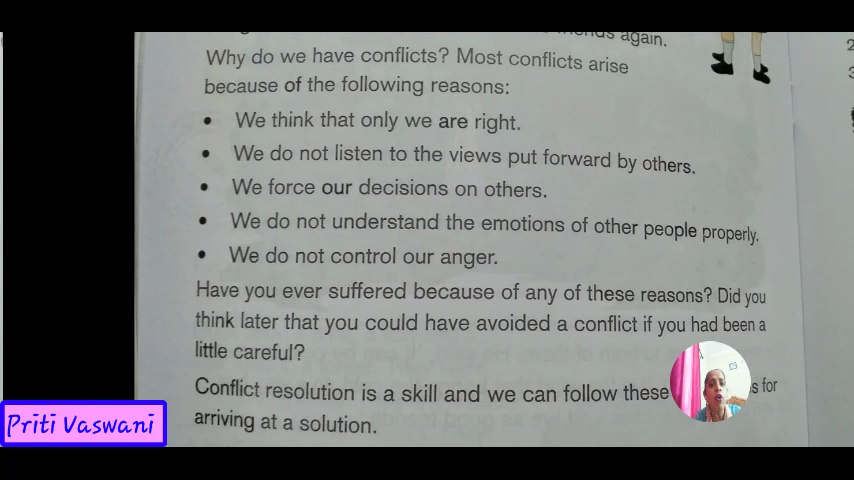 again.
Why do we have conflicts? Most conflicts arise
because of the following reasons:
• We think that only we are right.
• We do not listen to the views put forward by others.
• We force our decisions on others.
• We do not understand the emotions of other people properly.
• We do not control our anger.
Have you ever suffered because of any of these reasons? Did you
think later that you could have avoided a conflict if you had been a
little careful?
Conflict resolution is a skill and we can follow these s for
arriving at a solution.
Priti Vaswani
2